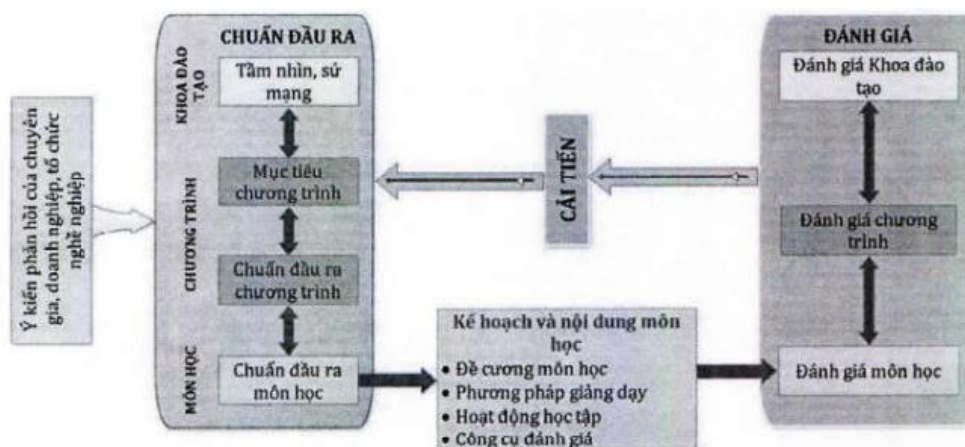 Ý kiến phản hồi của chuyên
gia, doanh nghiệp, tổ chức
nghề nghiệp
CHUẨN ĐẦU RA
KHOA ĐÀO
TẠO
Tầm nhìn, sứ
mạng
CHƯƠNG TRÌNH
Mục tiêu
chương trình
Chuẩn đầu ra
chương trình
MÔN HỌC
Chuẩn đầu ra
môn học
CẢI TIẾN
Kế hoạch và nội dung môn
học
• Đề cương môn học
• Phương pháp giảng dạy
• Hoạt động học tập
• Công cụ đánh giá
ĐÁNH GIÁ
Đánh giá Khoa đào
tạo
Đánh giá chương
trình
Đánh giá môn học